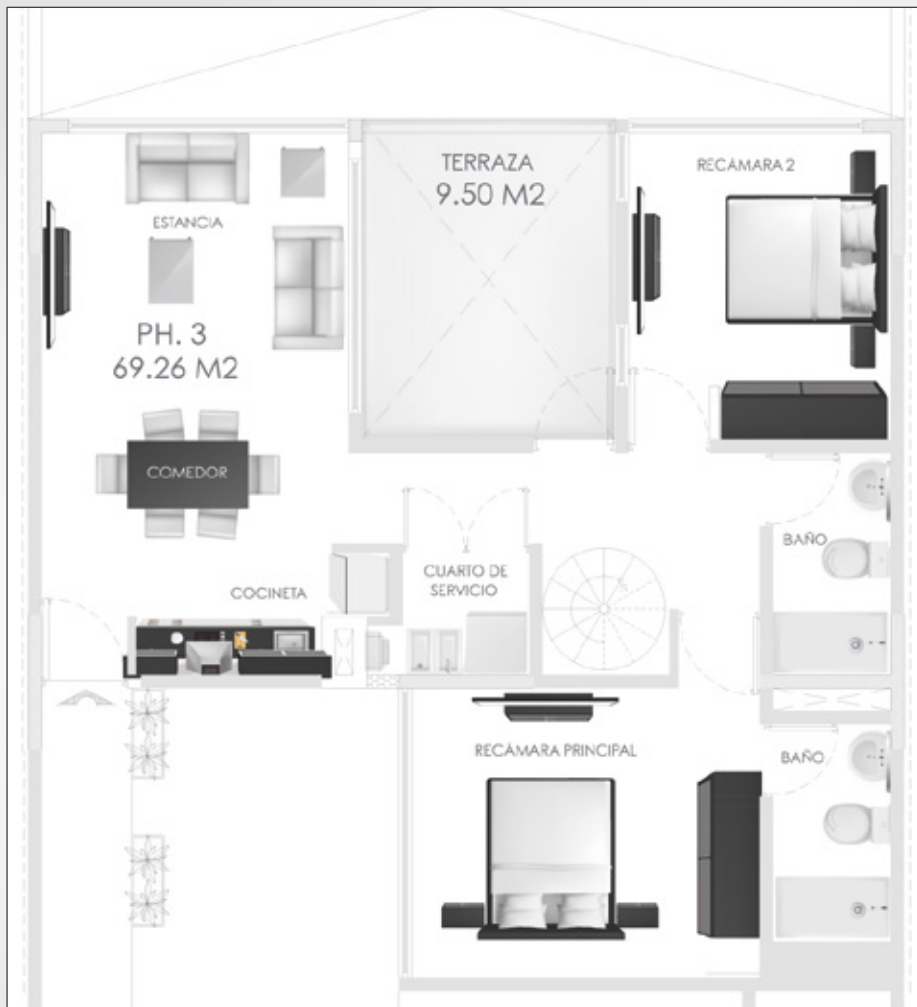 TERRAZA
9.50 M2
RECÁMARA 2
ESTANCIA
PH. 3
69.26 M2
COMEDOR
BAÑO
CUARTO DE
SERVICIO
COCINETA
RECÁMARA PRINCIPAL
BAÑO